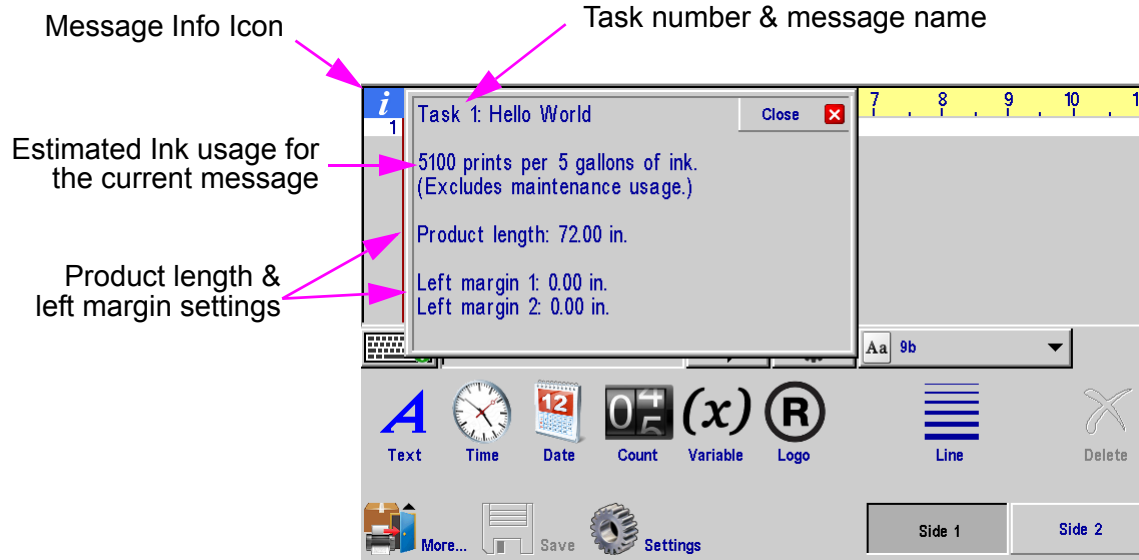 Message Info Icon
Task number & message name
Estimated Ink usage for
the current message
Product length &
left margin settings
i
1
Task 1: Hello World
Close
5100 prints per 5 gallons of ink.
(Excludes maintenance usage.)
Product length: 72.00 in.
Left margin 1: 0.00 in.
Left margin 2: 0.00 in.
7 8 9 10 1
Aa 9b
A
12
(x)
R
Text
Time
Date
Count
Variable
Logo
Line
Delete
More...
Save
Settings
Side 1
Side 2